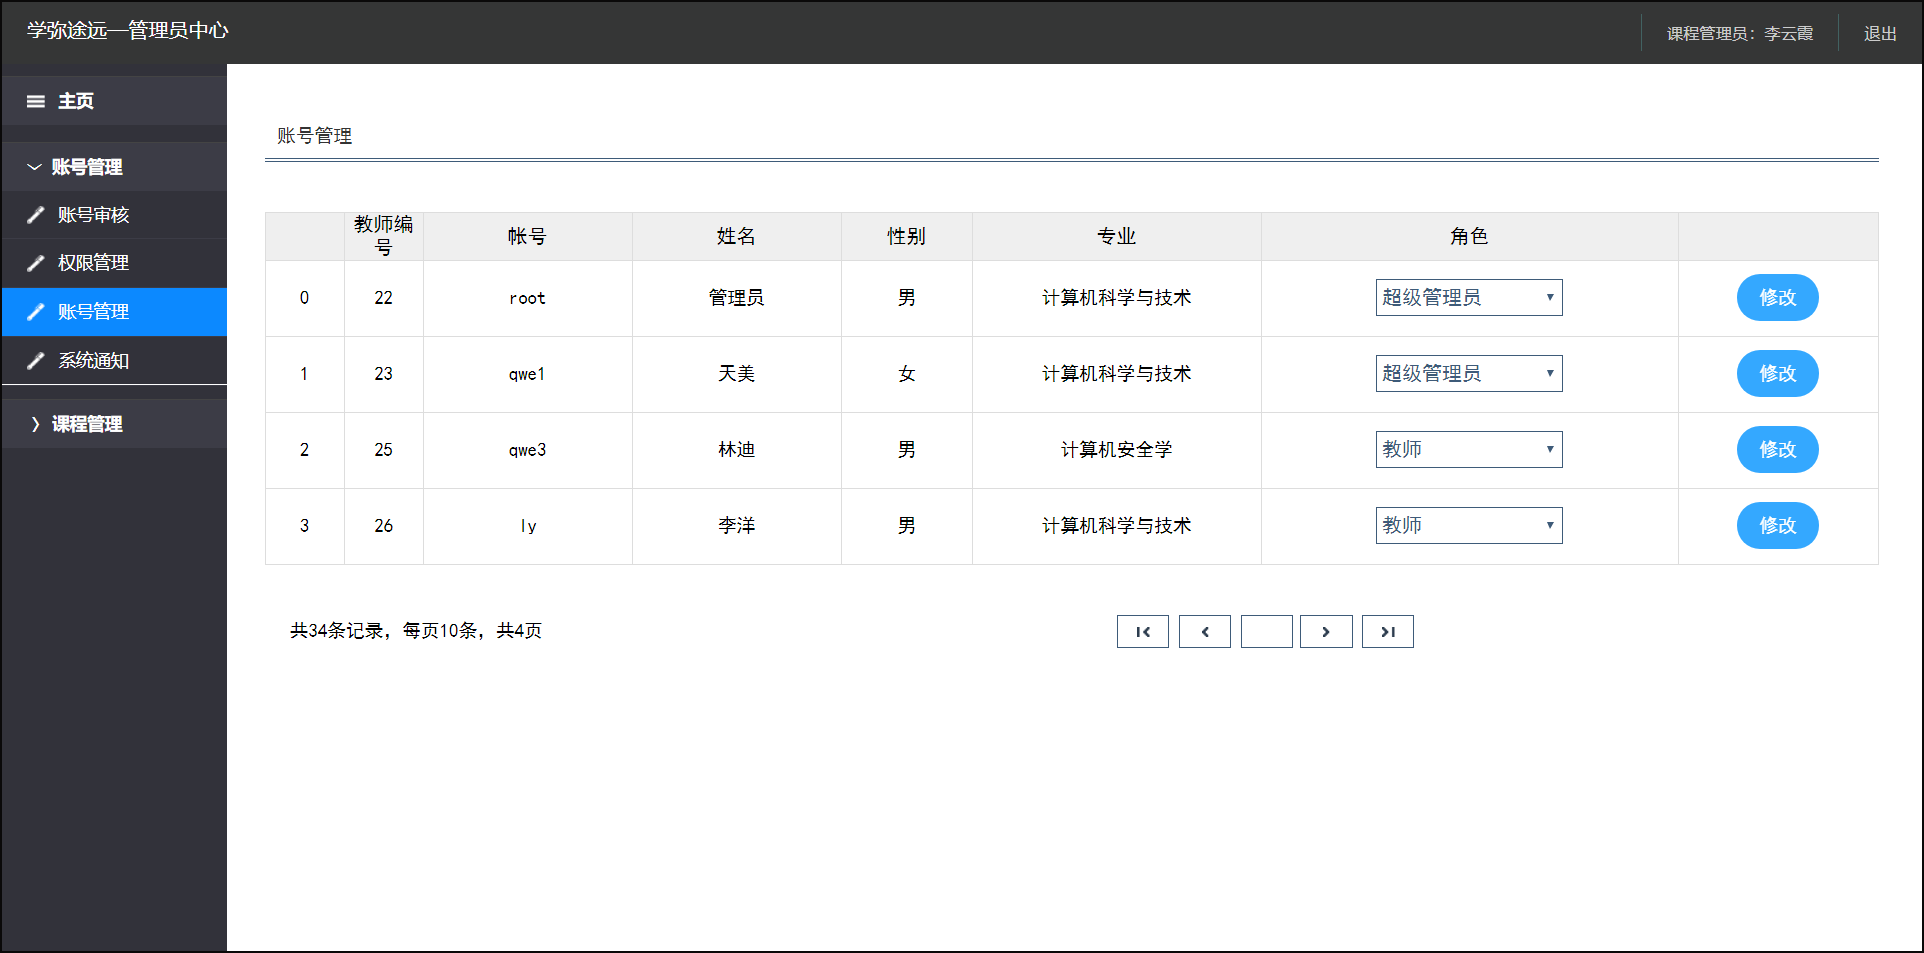 学弥途远—管理员中心
课程管理员：李云霞 退出
主页
账号管理
账号审核
权限管理
账号管理
系统通知
课程管理
账号管理
教师编号 帐号 姓名 性别 专业 角色
0 22 root 管理员 男 计算机科学与技术 超级管理员 修改
1 23 qwe1 天美 女 计算机科学与技术 超级管理员 修改
2 25 qwe3 林迪 男 计算机安全学 教师 修改
3 26 ly 李洋 男 计算机科学与技术 教师 修改
共34条记录，每页10条，共4页